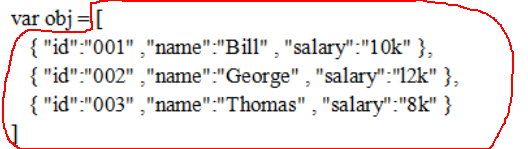 var obj = [
{ "id":"001" ,"name":"Bill" , "salary":"10k" },
{ "id":"002" ,"name":"George" , "salary":"l2k" },
{ "id":"003" ,"name":"Thomas" , "salary":"8k" }
]